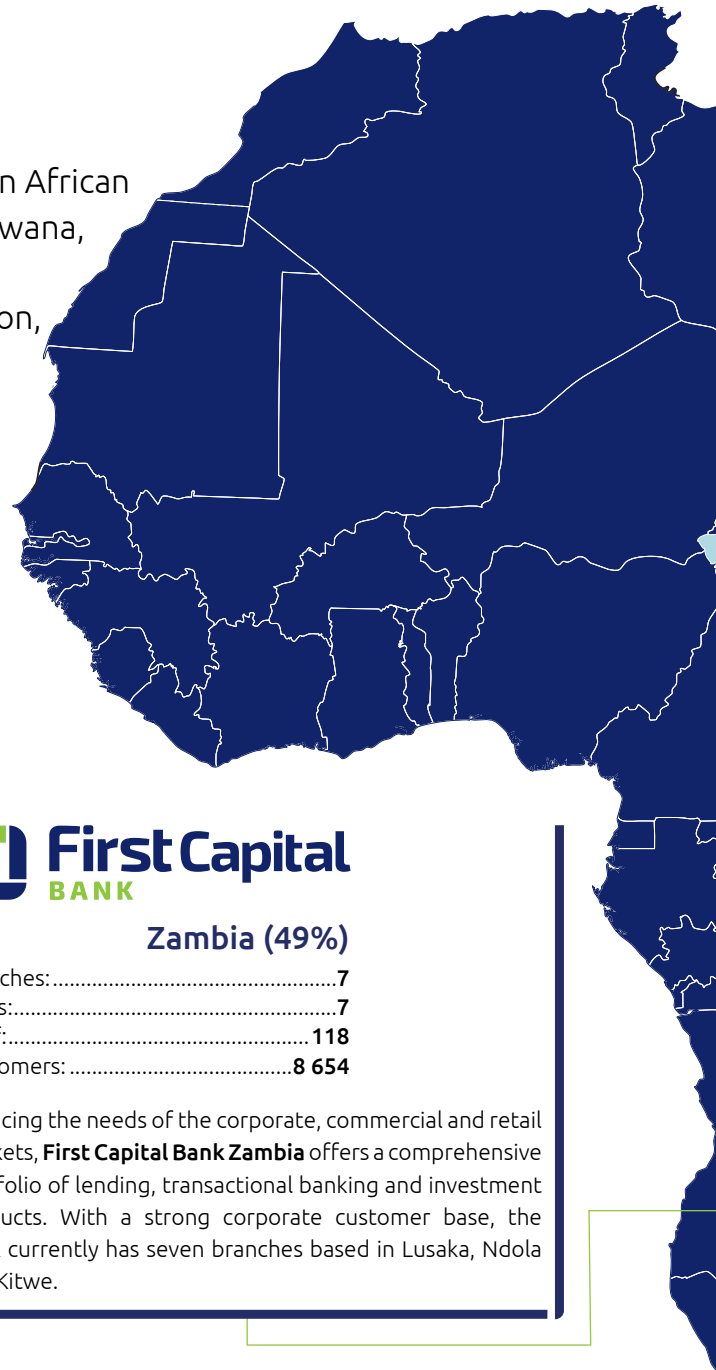 n African
wana,
on,
First Capital
BANK
Zambia (49%)
ches:....................................................7
s:..........................................................7
f:.......................................................118
omers: .........................................8 654
cing the needs of the corporate, commercial and retail
kets, First Capital Bank Zambia offers a comprehensive
folio of lending, transactional banking and investment
ucts. With a strong corporate customer base, the
currently has seven branches based in Lusaka, Ndola
Kitwe.